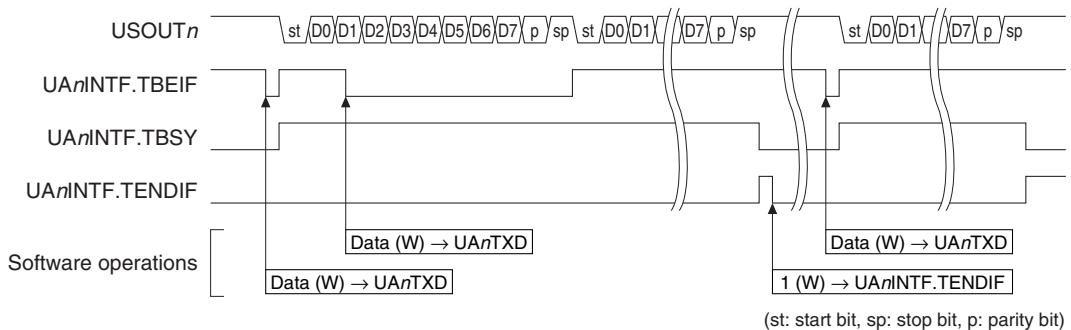 USOUTn st D0 D1 D2 D3 D4 D5 D6 D7 p sp st D0 D1 D7 p sp st D0 D1 D7 p sp
UAnINTF.TBEIF
UAnINTF.TBSY
UAnINTF.TENDIF
Data (W) → UAnTXD Data (W) → UAnTXD
Software operations
Data (W) → UAnTXD 1 (W) → UAnINTF.TENDIF
(st: start bit, sp: stop bit, p: parity bit)